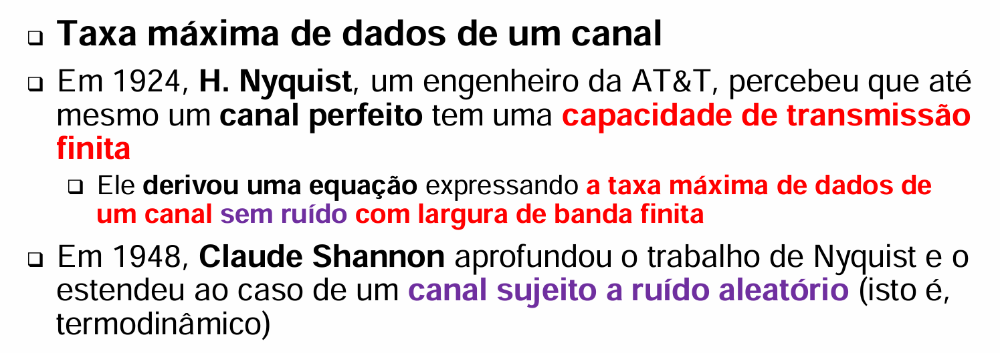 Taxa máxima de dados de um canal
Em 1924, H. Nyquist, um engenheiro da AT&T, percebeu que até
mesmo um canal perfeito tem uma capacidade de transmissão
finita
Ele derivou uma equação expressando a taxa máxima de dados de
um canal sem ruído com largura de banda finita
Em 1948, Claude Shannon aprofundou o trabalho de Nyquist e o
estendeu ao caso de um canal sujeito a ruído aleatório (isto é,
termodinâmico)